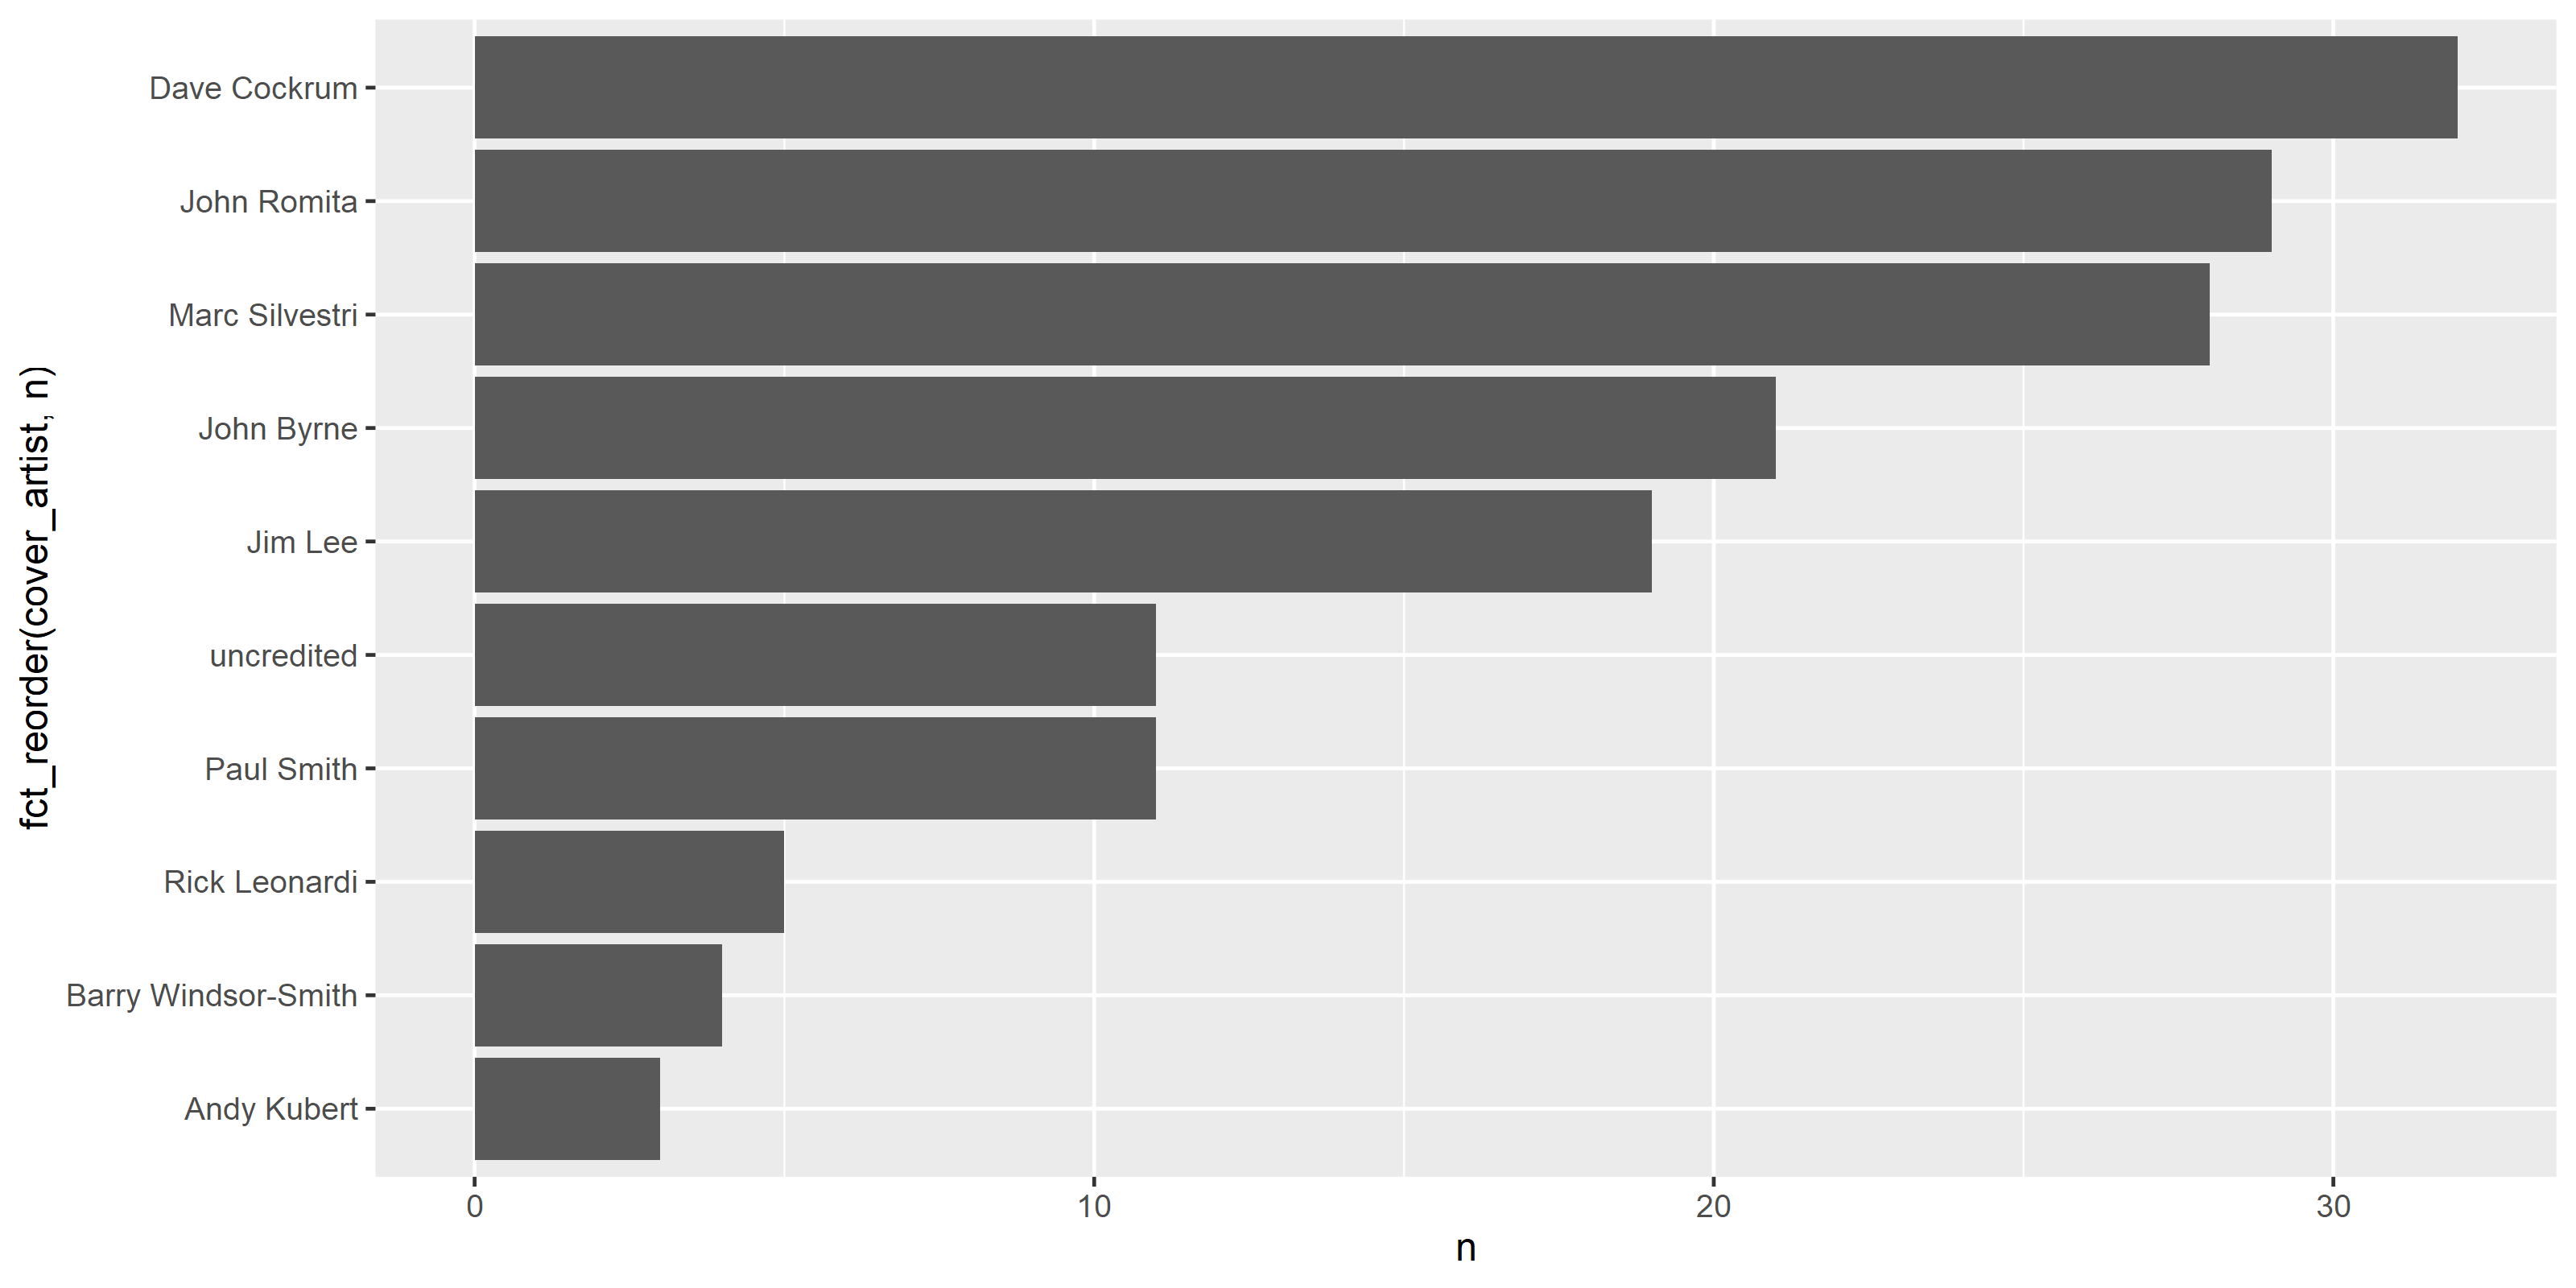 fct_reorder(cover_artist, n)
Dave Cockrum
John Romita
Marc Silvestri
John Byrne
Jim Lee
uncredited
Paul Smith
Rick Leonardi
Barry Windsor-Smith
Andy Kubert
0 10 20 30
n